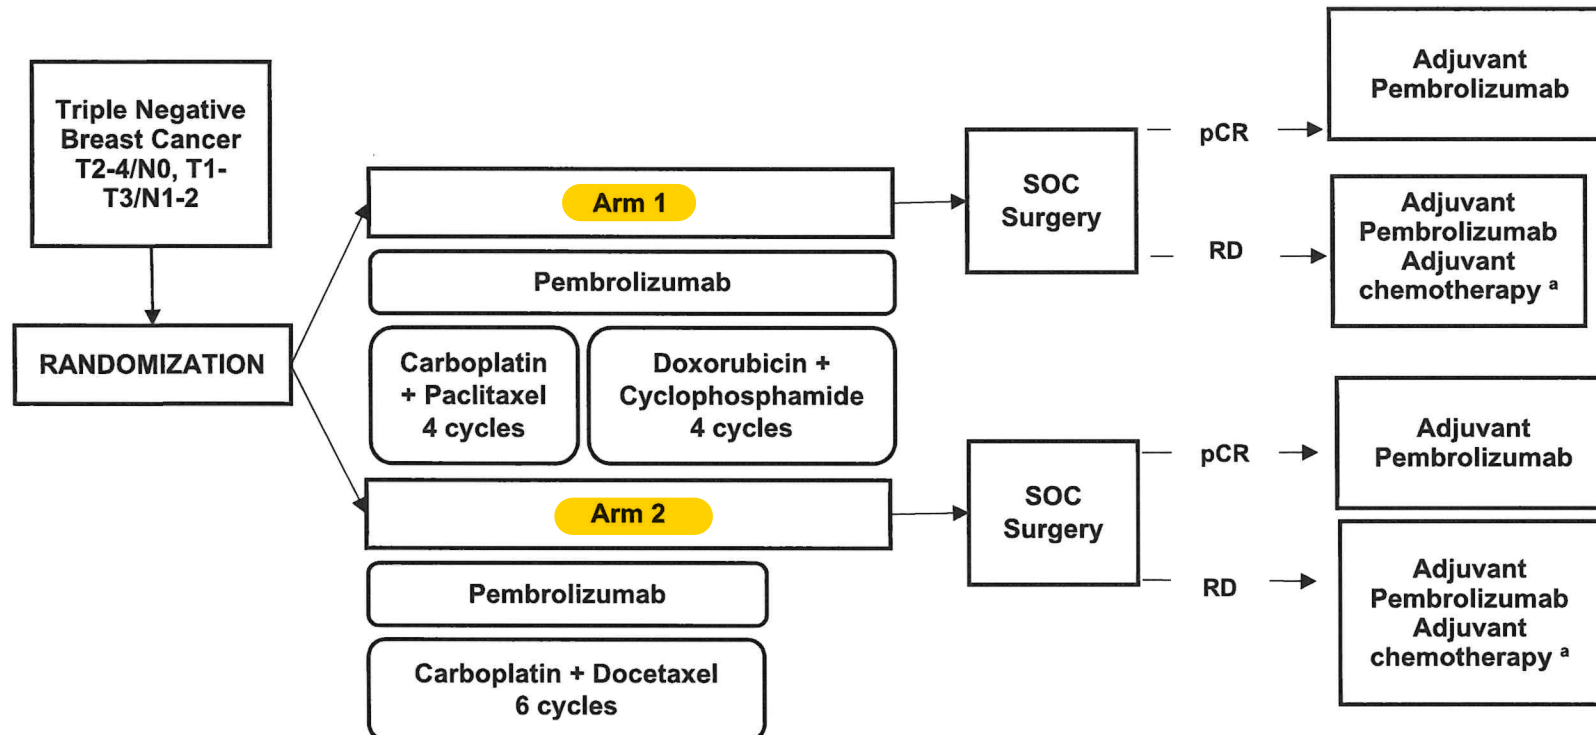 Triple Negative
Breast Cancer
T2-4/N0, T1-
T3/N1-2
RANDOMIZATION
Arm 1
Pembrolizumab
Carboplatin
+ Paclitaxel
4 cycles
Doxorubicin +
Cyclophosphamide
4 cycles
SOC
Surgery
pCR
Adjuvant
Pembrolizumab
RD
Adjuvant
Pembrolizumab
Adjuvant
chemotherapy ᵃ
Arm 2
Pembrolizumab
Carboplatin + Docetaxel
6 cycles
SOC
Surgery
pCR
Adjuvant
Pembrolizumab
RD
Adjuvant
Pembrolizumab
Adjuvant
chemotherapy ᵃ